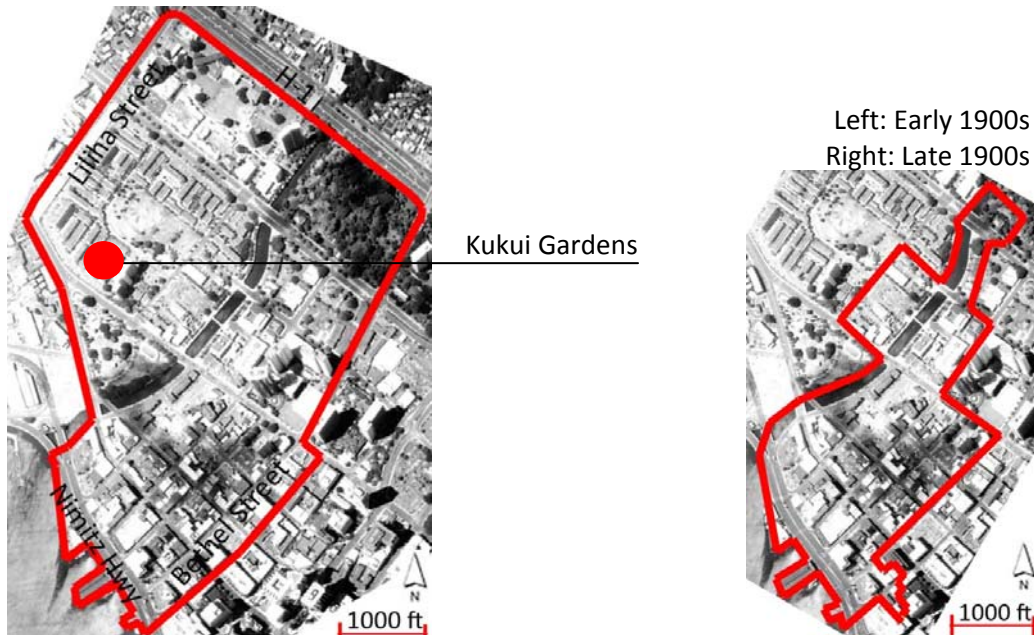 H-1
Liliha Street
Left: Early 1900s
Right: Late 1900s
Kukui Gardens
Nimitz Hwy
Bethel Street
N
1000 ft
N
1000 ft